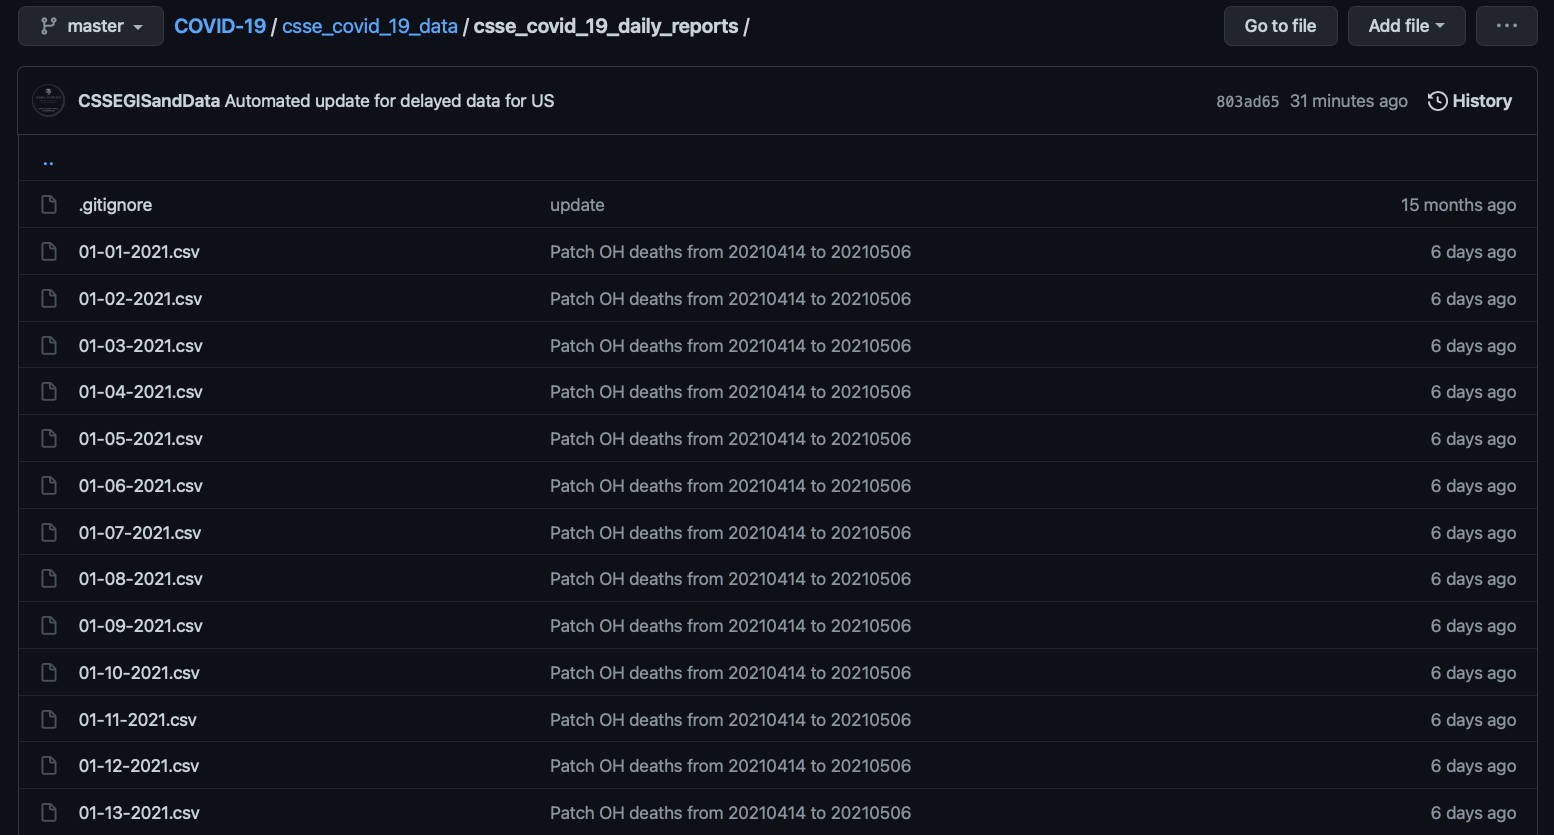 master COVID-19 / csse_covid_19_data / csse_covid_19_daily_reports / Go to file Add file ...
CSSEGISandData Automated update for delayed data for US 803ad65 31 minutes ago History
..
.gitignore update 15 months ago
01-01-2021.csv Patch OH deaths from 20210414 to 20210506 6 days ago
01-02-2021.csv Patch OH deaths from 20210414 to 20210506 6 days ago
01-03-2021.csv Patch OH deaths from 20210414 to 20210506 6 days ago
01-04-2021.csv Patch OH deaths from 20210414 to 20210506 6 days ago
01-05-2021.csv Patch OH deaths from 20210414 to 20210506 6 days ago
01-06-2021.csv Patch OH deaths from 20210414 to 20210506 6 days ago
01-07-2021.csv Patch OH deaths from 20210414 to 20210506 6 days ago
01-08-2021.csv Patch OH deaths from 20210414 to 20210506 6 days ago
01-09-2021.csv Patch OH deaths from 20210414 to 20210506 6 days ago
01-10-2021.csv Patch OH deaths from 20210414 to 20210506 6 days ago
01-11-2021.csv Patch OH deaths from 20210414 to 20210506 6 days ago
01-12-2021.csv Patch OH deaths from 20210414 to 20210506 6 days ago
01-13-2021.csv Patch OH deaths from 20210414 to 20210506 6 days ago